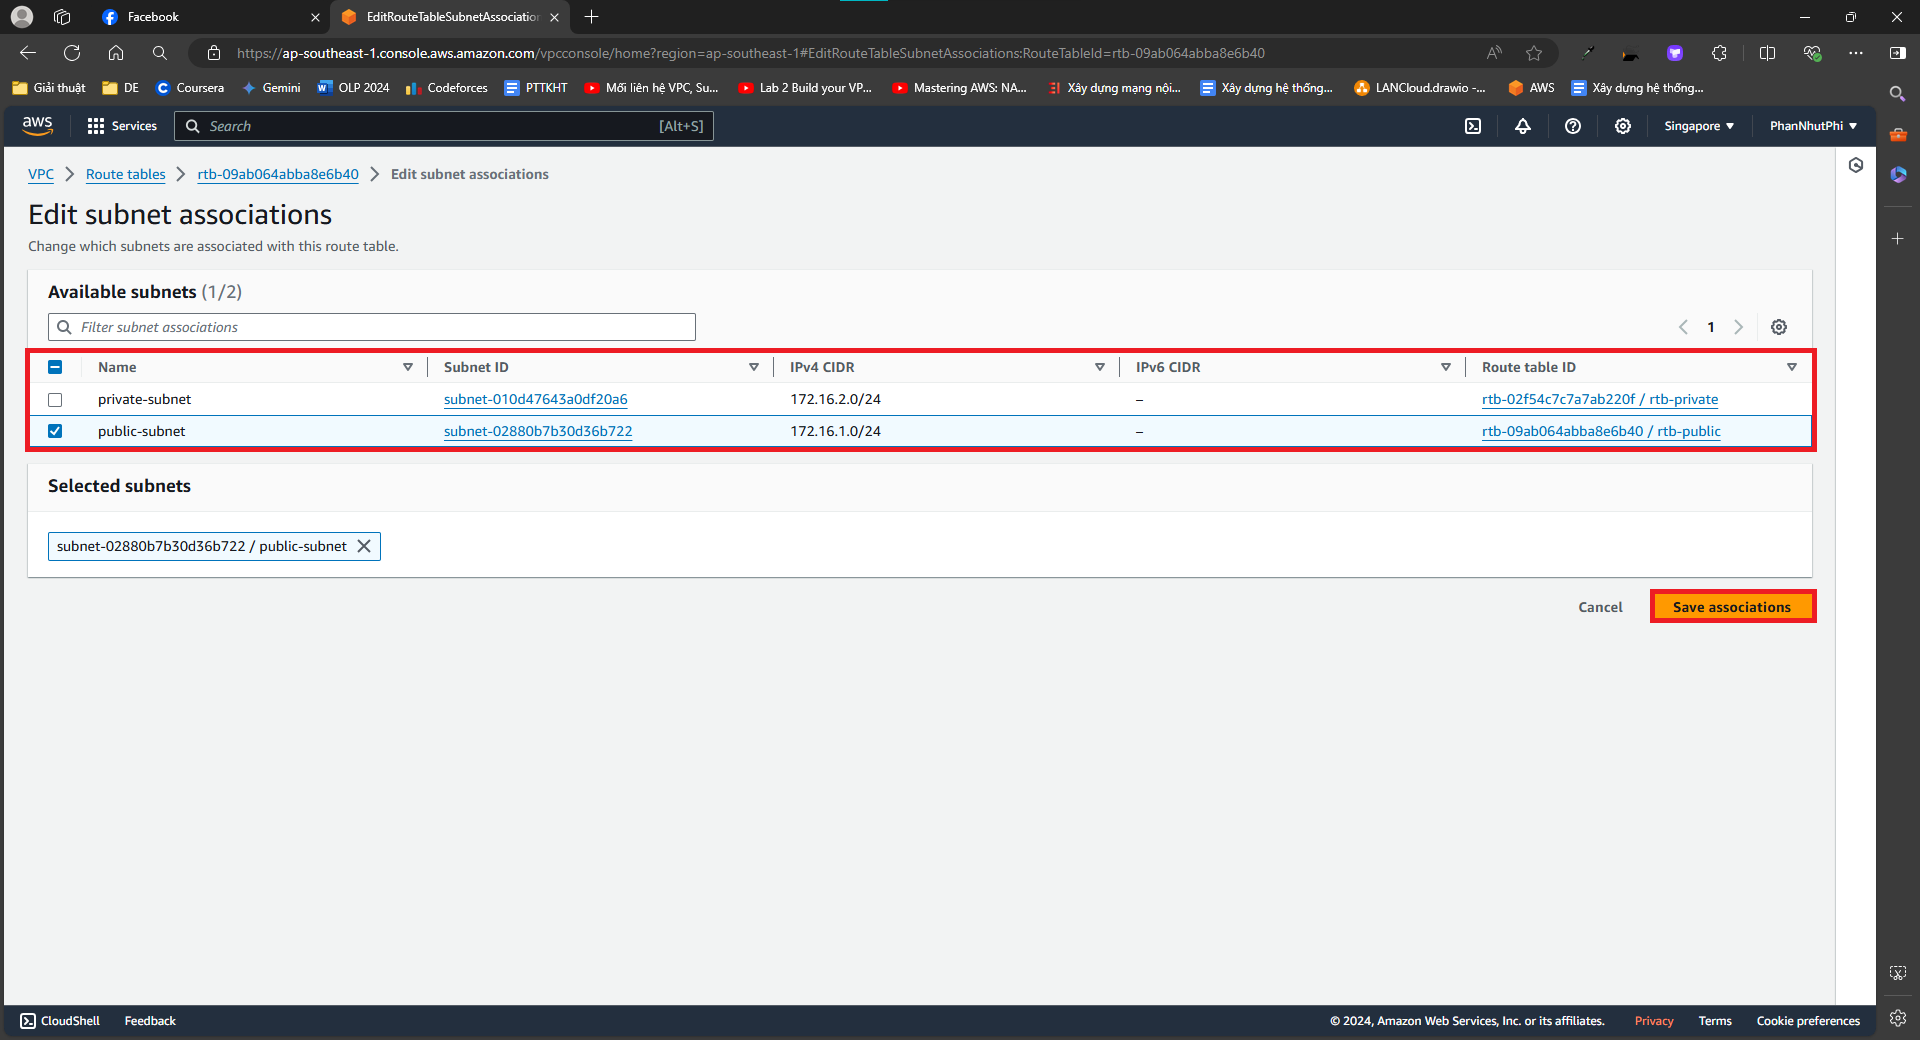 Facebook
EditRouteTableSubnetAssociation
https://ap-southeast-1.console.aws.amazon.com/vpcconsole/home?region=ap-southeast-1#EditRouteTableSubnetAssociations:RouteTableId=rtb-09ab064abba8e6b40
Giải thuật DE Coursera Gemini OLP 2024 Codeforces PTTKHT Mối liên hệ VPC, Su... Lab 2 Build your VP... Mastering AWS: NA... Xây dựng mạng nội... Xây dựng hệ thống... LANCloud.drawio -... AWS Xây dựng hệ thống...
aws Services Search [Alt+S] Singapore PhanNhutPhi
VPC Route tables rtb-09ab064abba8e6b40 Edit subnet associations
Edit subnet associations
Change which subnets are associated with this route table.
Available subnets (1/2)
Filter subnet associations
1
Name Subnet ID IPv4 CIDR IPv6 CIDR Route table ID
private-subnet subnet-010d47643a0df20a6 172.16.2.0/24 – rtb-02f54c7c7a7ab220f / rtb-private
public-subnet subnet-02880b7b30d36b722 172.16.1.0/24 – rtb-09ab064abba8e6b40 / rtb-public
Selected subnets
subnet-02880b7b30d36b722 / public-subnet
Cancel Save associations
CloudShell Feedback © 2024, Amazon Web Services, Inc. or its affiliates. Privacy Terms Cookie preferences